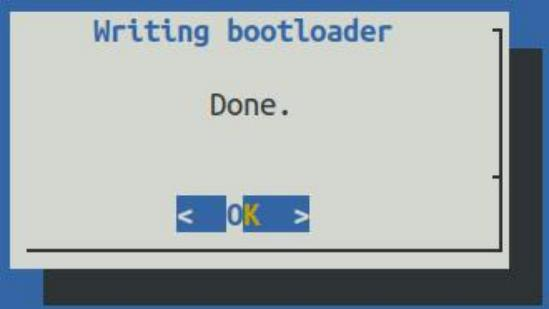 Writing bootloader
Done.
< OK >